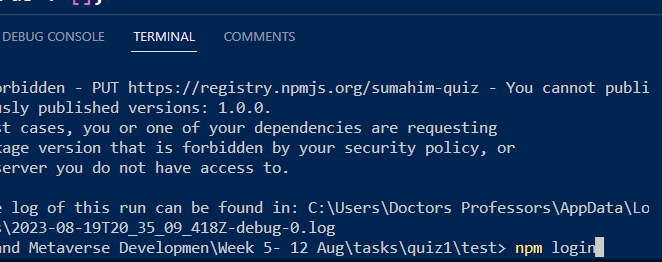 DEBUG CONSOLE TERMINAL COMMENTS
orbidden - PUT https://registry.npmjs.org/sumahim-quiz - You cannot publi
usly published versions: 1.0.0.
st cases, you or one of your dependencies are requesting
kage version that is forbidden by your security policy, or
server you do not have access to.
e log of this run can be found in: C:\Users\Doctors Professors\AppData\Lo
s\2023-08-19T20_35_09_418Z-debug-0.log
and Metaverse Developmen\Week 5- 12 Aug\tasks\quiz1\test> npm login